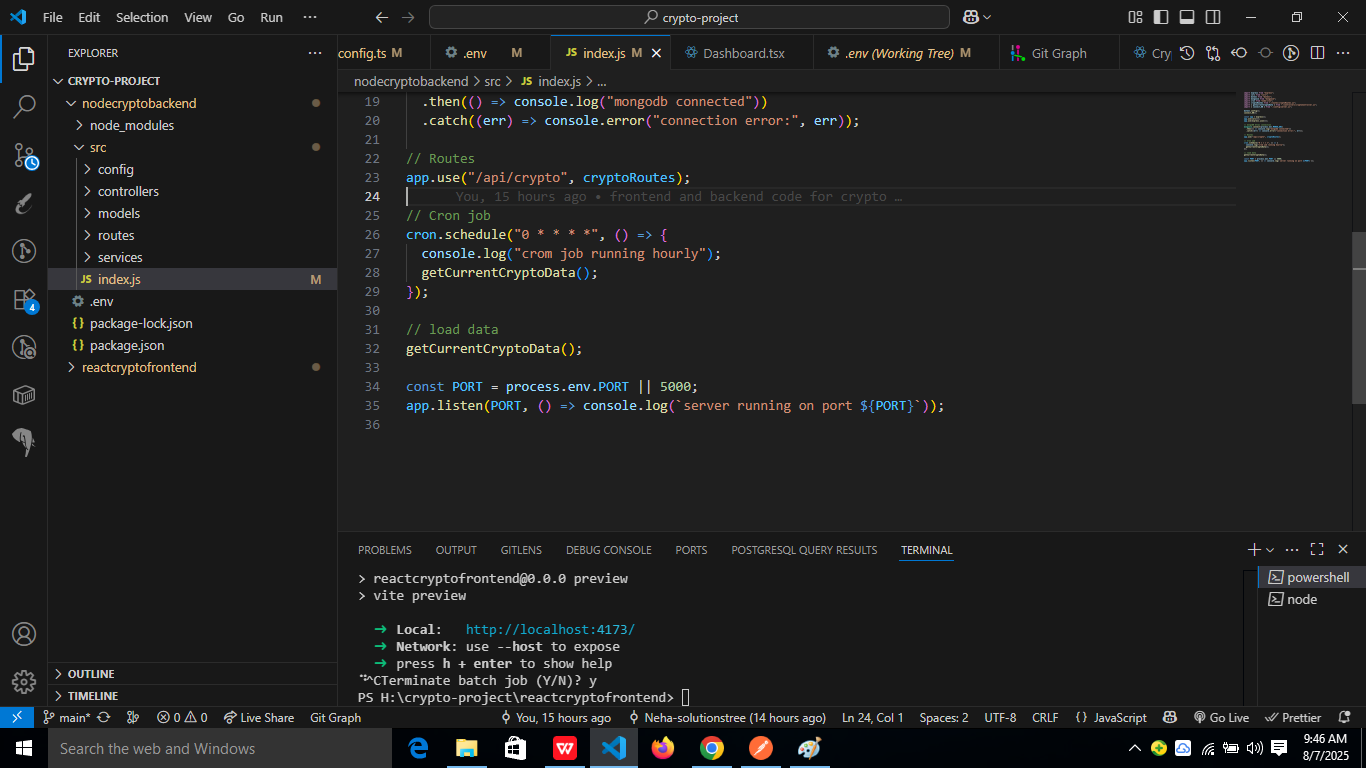 File Edit Selection View Go Run ··· crypto-project
EXPLORER ···
config.ts M .env M JS index.js M Dashboard.tsx .env (Working Tree) M Git Graph Cry ···
CRYPTO-PROJECT
nodecryptobackend
node_modules
src
config
controllers
models
routes
services
JS index.js M
.env
{} package-lock.json
{} package.json
reactcryptofrontend
OUTLINE
TIMELINE
nodecryptobackend > src > JS index.js > ...
19 .then(() => console.log("mongodb connected"))
20 .catch((err) => console.error("connection error:", err));
21
22 // Routes
23 app.use("/api/crypto", cryptoRoutes);
24 You, 15 hours ago • frontend and backend code for crypto …
25 // Cron job
26 cron.schedule("0 * * * *", () => {
27 console.log("crom job running hourly");
28 getCurrentCryptoData();
29 });
30
31 // load data
32 getCurrentCryptoData();
33
34 const PORT = process.env.PORT || 5000;
35 app.listen(PORT, () => console.log(`server running on port ${PORT}`));
36
PROBLEMS OUTPUT GITLENS DEBUG CONSOLE PORTS POSTGRESQL QUERY RESULTS TERMINAL
> reactcryptofrontend@0.0.0 preview
> vite preview
➜ Local: http://localhost:4173/
➜ Network: use --host to expose
➜ press h + enter to show help
^CTerminate batch job (Y/N)? y
PS H:\crypto-project\reactcryptofrontend>
powershell
node
4
main* 0 0 Live Share Git Graph You, 15 hours ago Neha-solutionstree (14 hours ago) Ln 24, Col 1 Spaces: 2 UTF-8 CRLF {} JavaScript Go Live Prettier
Search the web and Windows
9:46 AM
8/7/2025